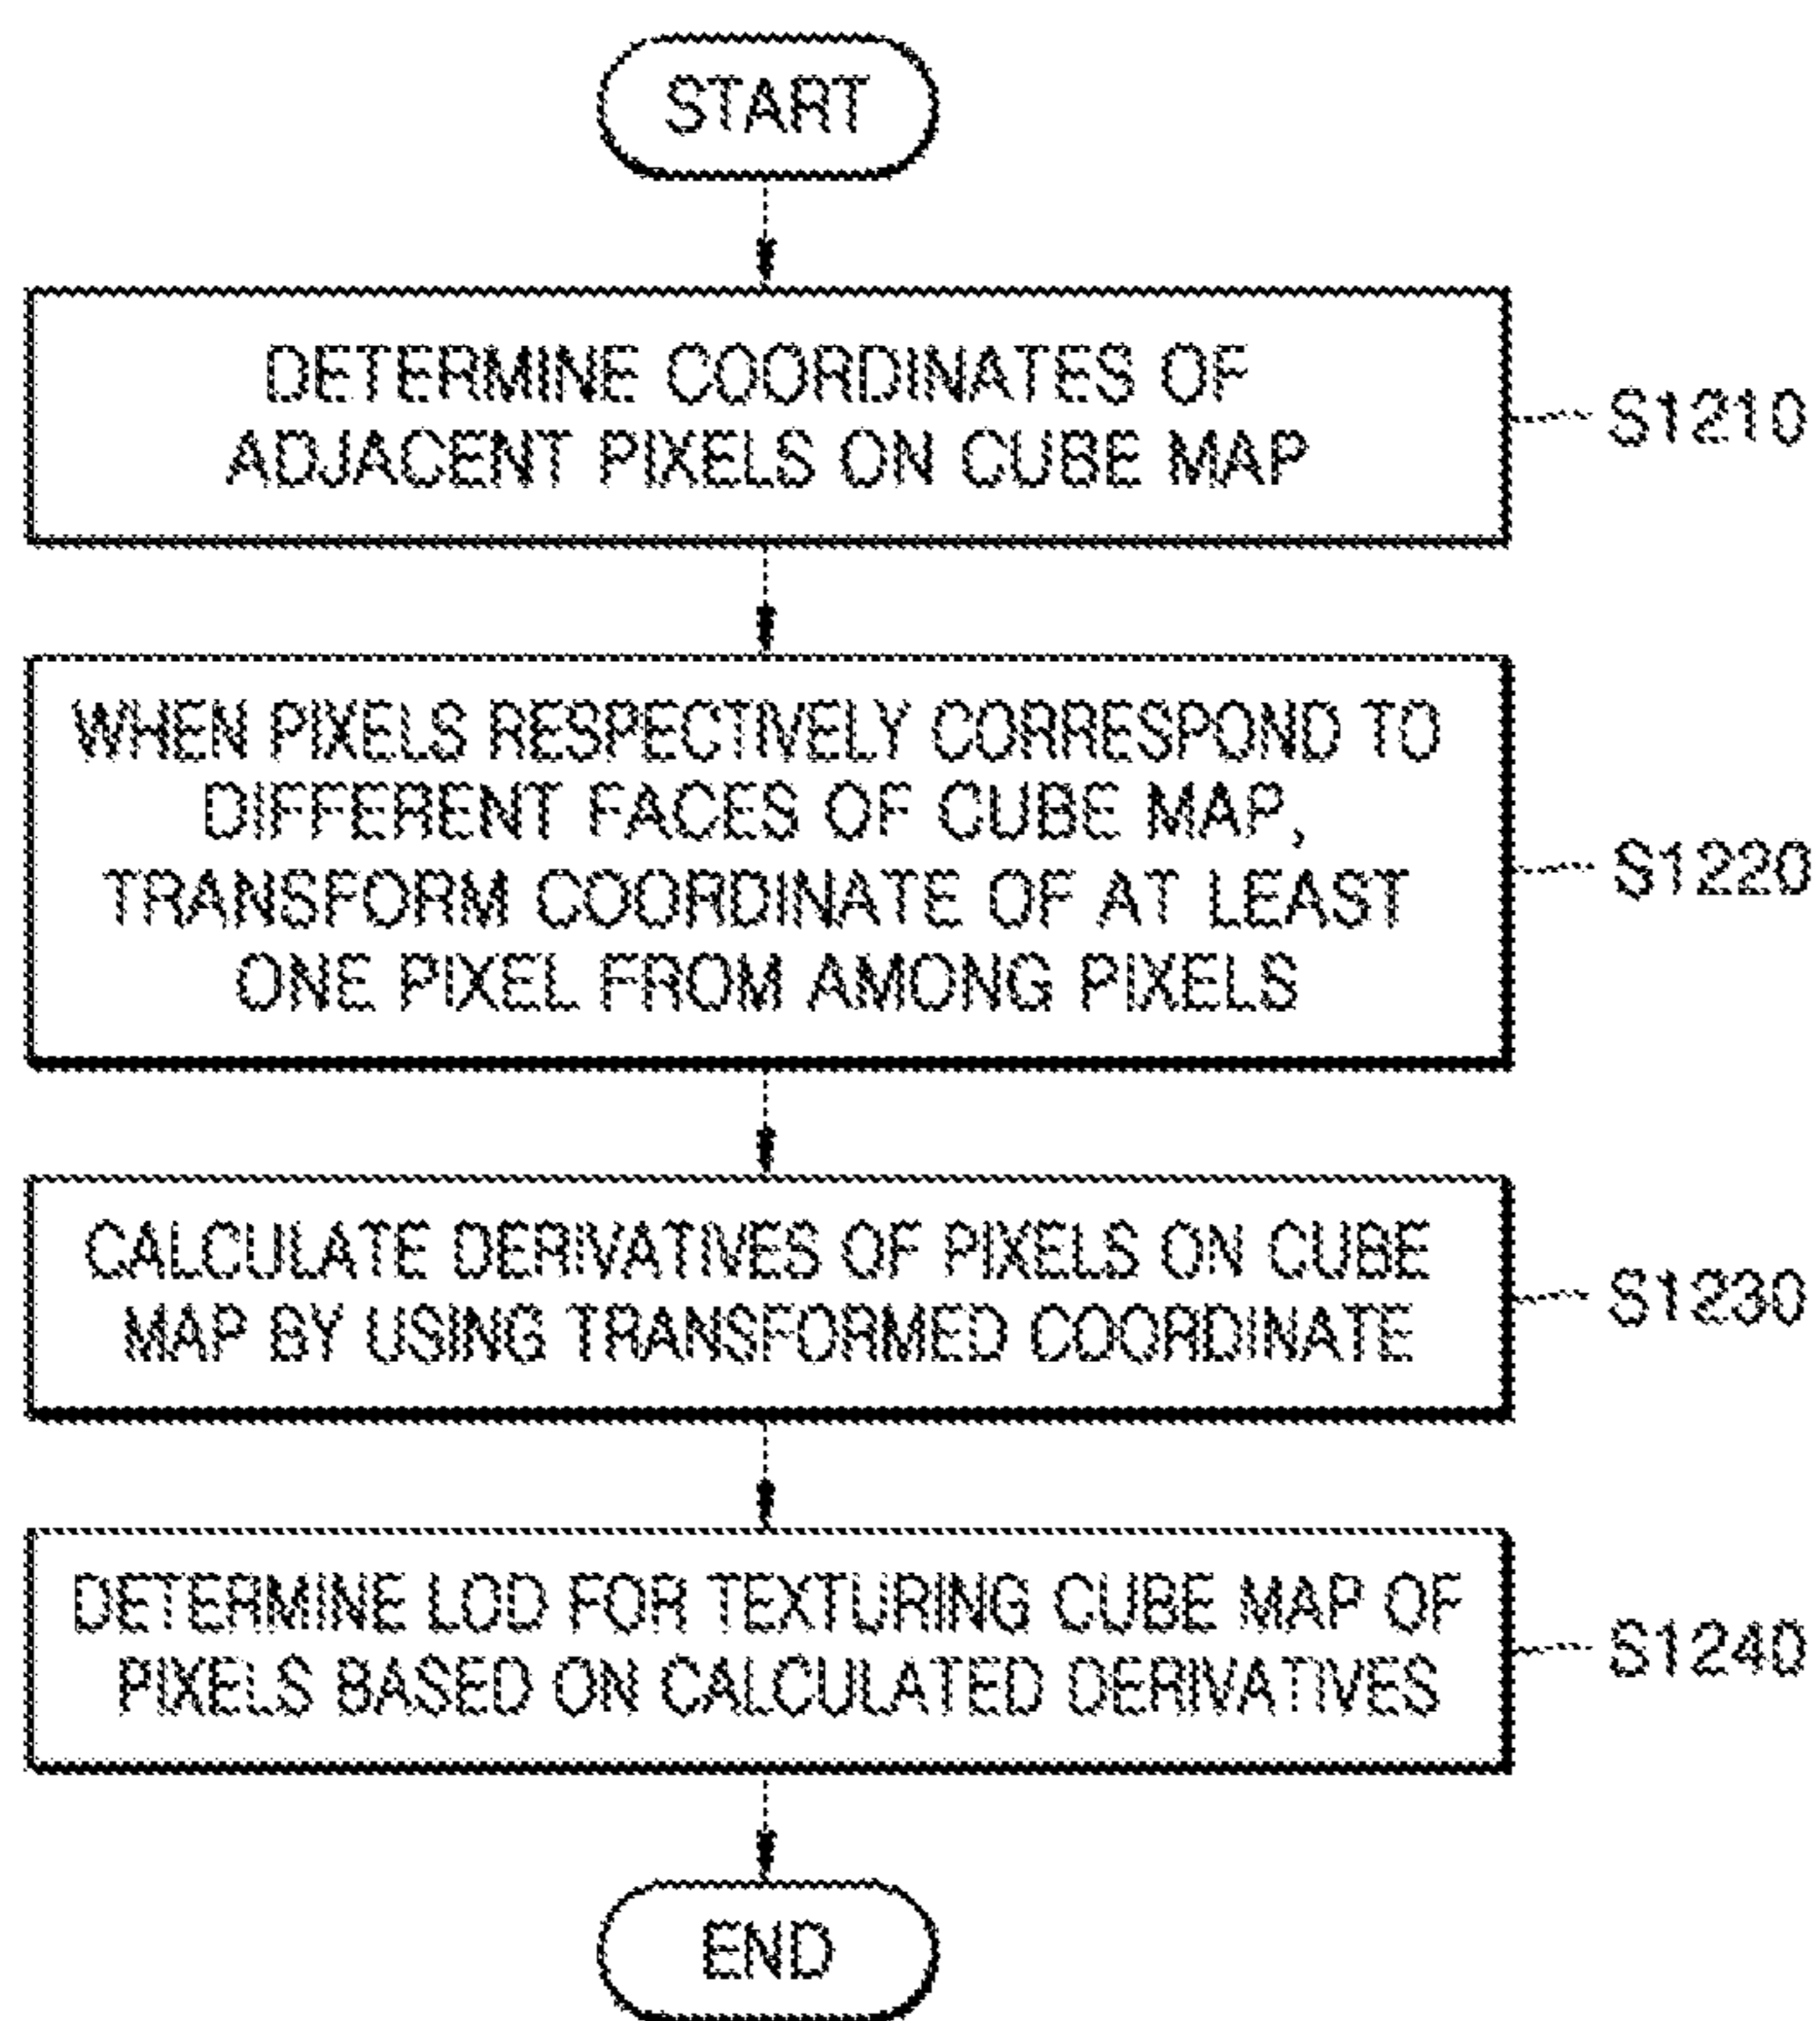 START
DETERMINE COORDINATES OF
ADJACENT PIXELS ON CUBE MAP
S1210
WHEN PIXELS RESPECTIVELY CORRESPOND TO
DIFFERENT FACES OF CUBE MAP,
TRANSFORM COORDINATE OF AT LEAST
ONE PIXEL FROM AMONG PIXELS
S1220
CALCULATE DERIVATIVES OF PIXELS ON CUBE
MAP BY USING TRANSFORMED COORDINATE
S1230
DETERMINE LOD FOR TEXTURING CUBE MAP OF
PIXELS BASED ON CALCULATED DERIVATIVES
S1240
END